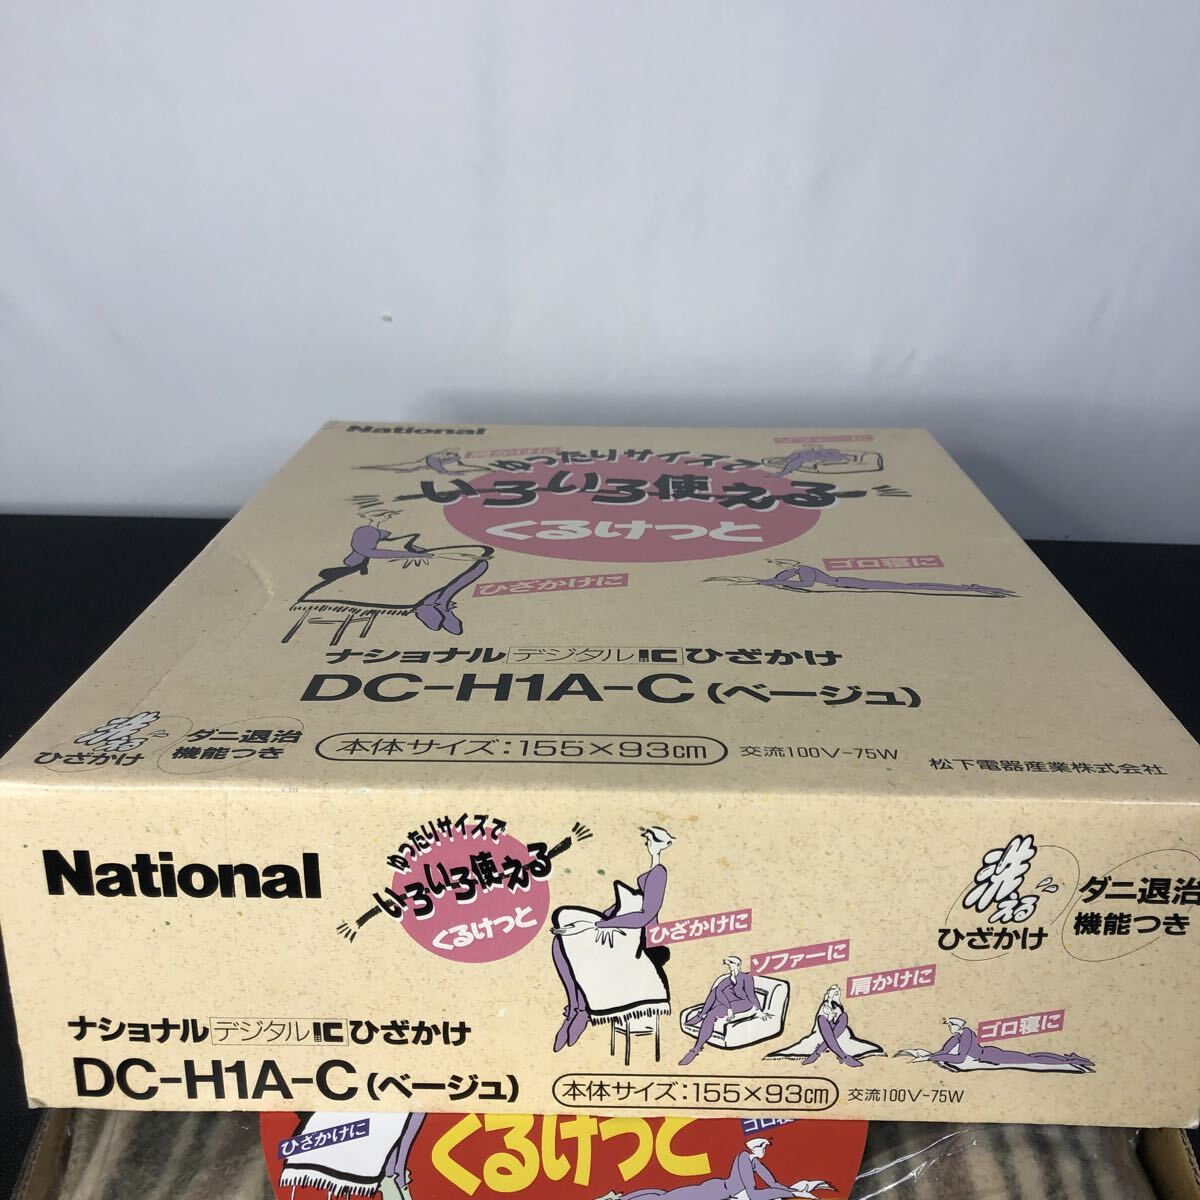 National
肩かけに
ソファーに
ゆったりサイズで
いろいろ使える
くるけっと
ひざかけに
ゴロ寝に
ナショナル デジタル IC ひざかけ
DC-H1A-C(ベージュ)
洗える
ひざかけ
ダニ退治
機能つき
本体サイズ:155×93cm
交流100V-75W
松下電器産業株式会社
National
ゆったりサイズで
いろいろ使える
くるけっと
ひざかけに
ソファーに
肩かけに
ゴロ寝に
洗える
ひざかけ
ダニ退治
機能つき
ナショナル デジタル IC ひざかけ
DC-H1A-C(ベージュ)
本体サイズ:155×93cm
交流100V-75W
ひざかけに
くるけっと